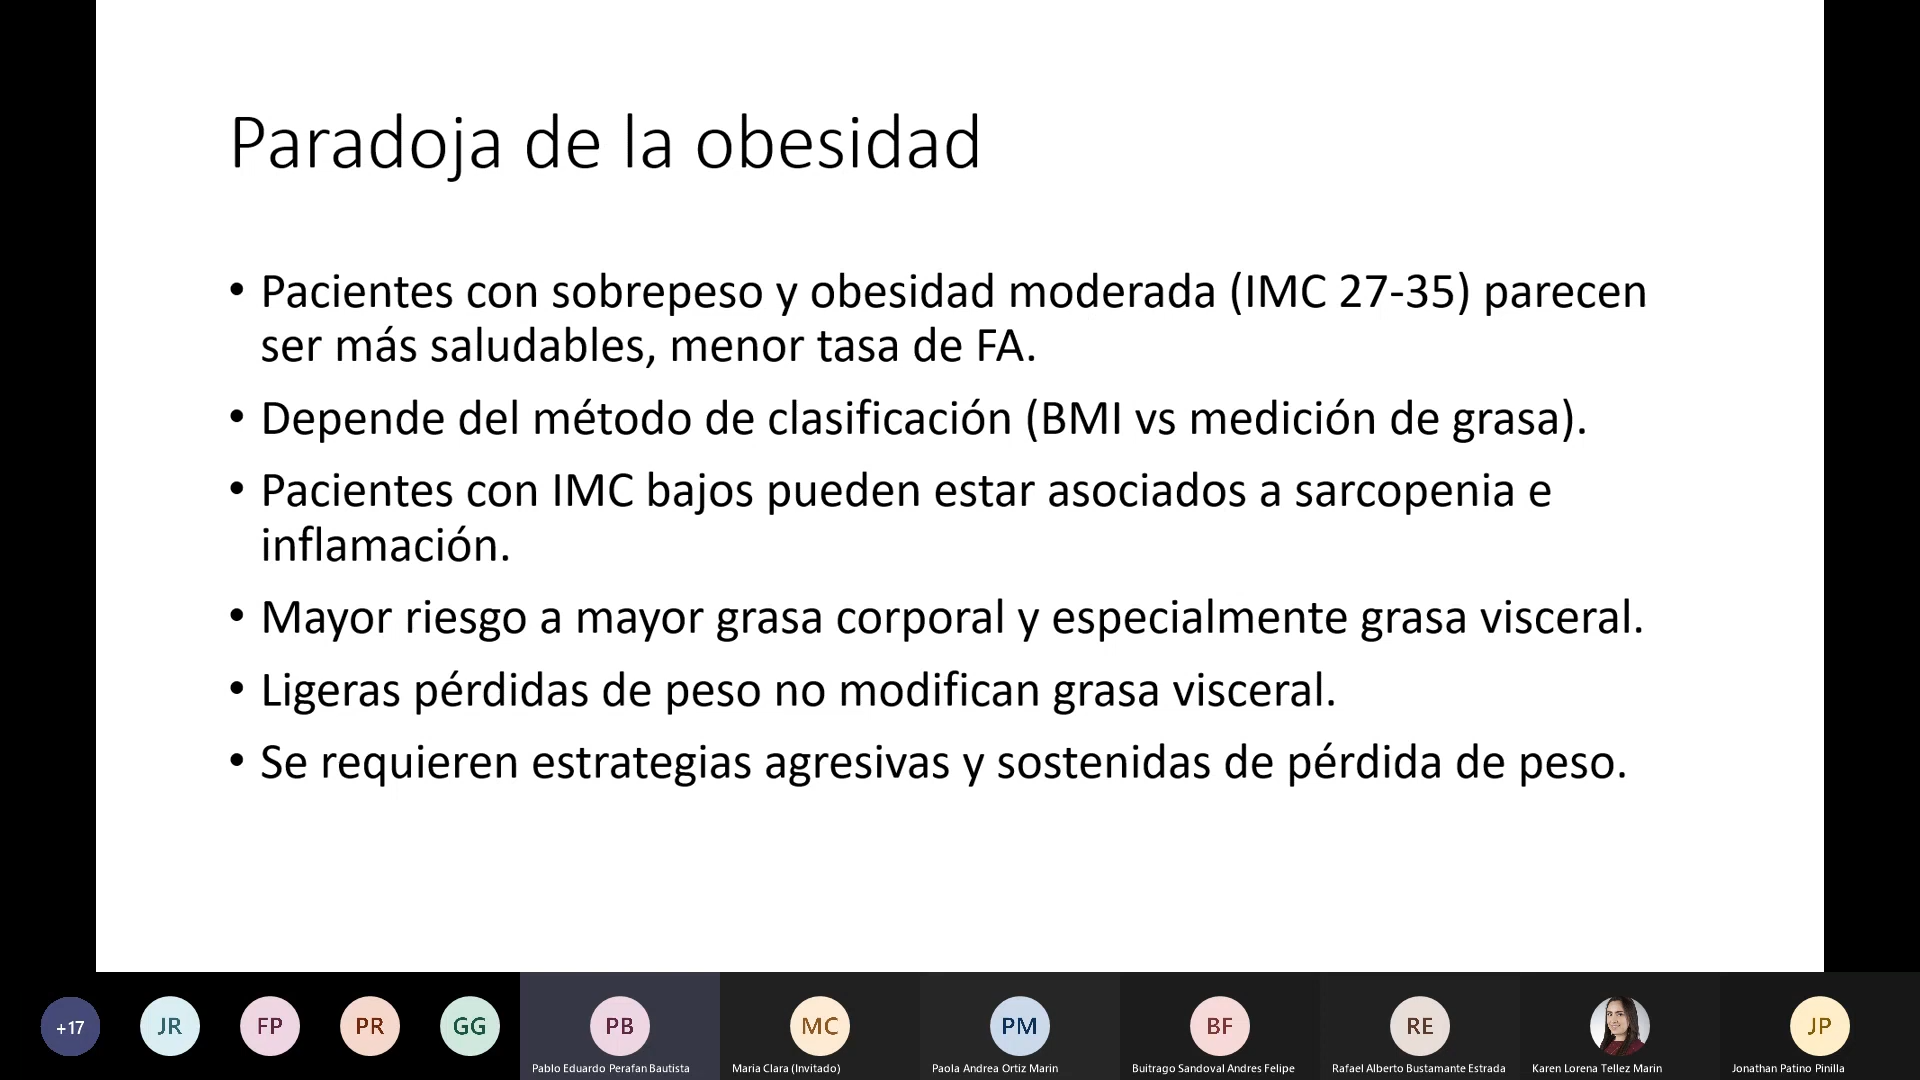 Paradoja de la obesidad
• Pacientes con sobrepeso y obesidad moderada (IMC 27-35) parecen
ser más saludables, menor tasa de FA.
• Depende del método de clasificación (BMI vs medición de grasa).
• Pacientes con IMC bajos pueden estar asociados a sarcopenia e
inflamación.
• Mayor riesgo a mayor grasa corporal y especialmente grasa visceral.
• Ligeras pérdidas de peso no modifican grasa visceral.
• Se requieren estrategias agresivas y sostenidas de pérdida de peso.
+17 JR FP PR GG PB MC PM BF RE JP
Pablo Eduardo Perafan Bautista Maria Clara (Invitado) Paola Andrea Ortiz Marin Buitrago Sandoval Andres Felipe Rafael Alberto Bustamante Estrada Karen Lorena Tellez Marin Jonathan Patino Pinilla